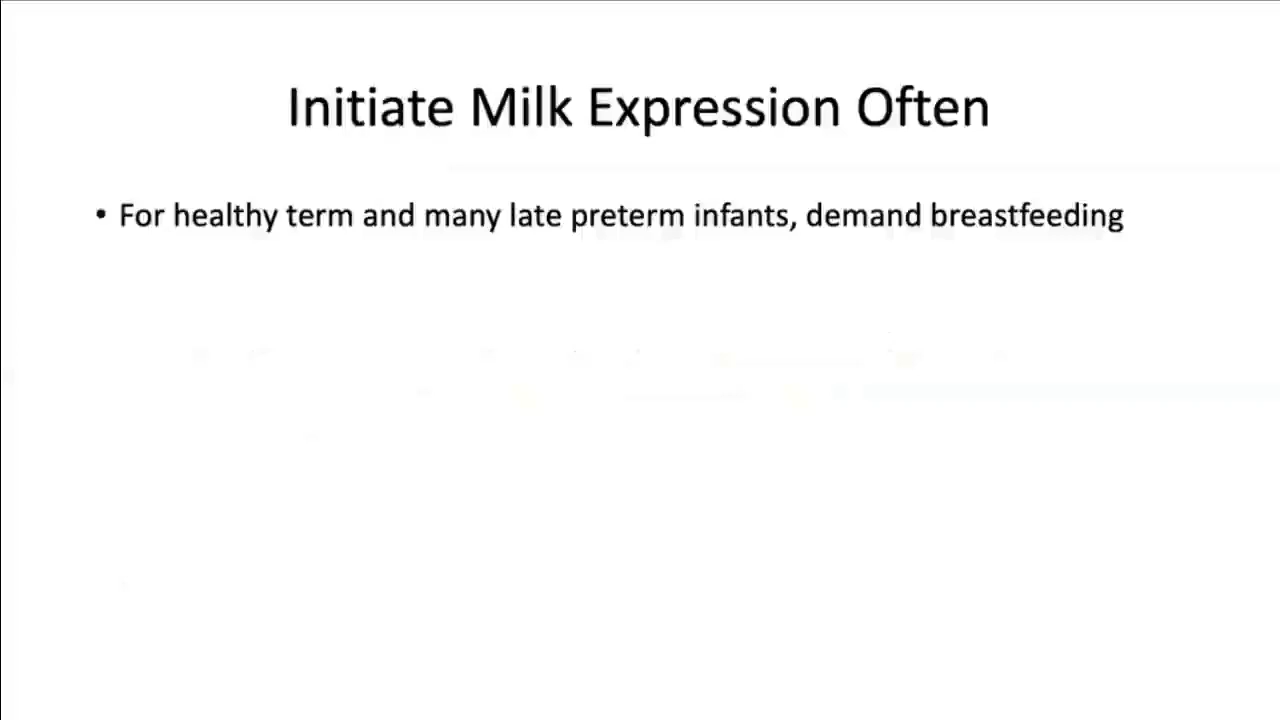 Initiate Milk Expression Often
• For healthy term and many late preterm infants, demand breastfeeding